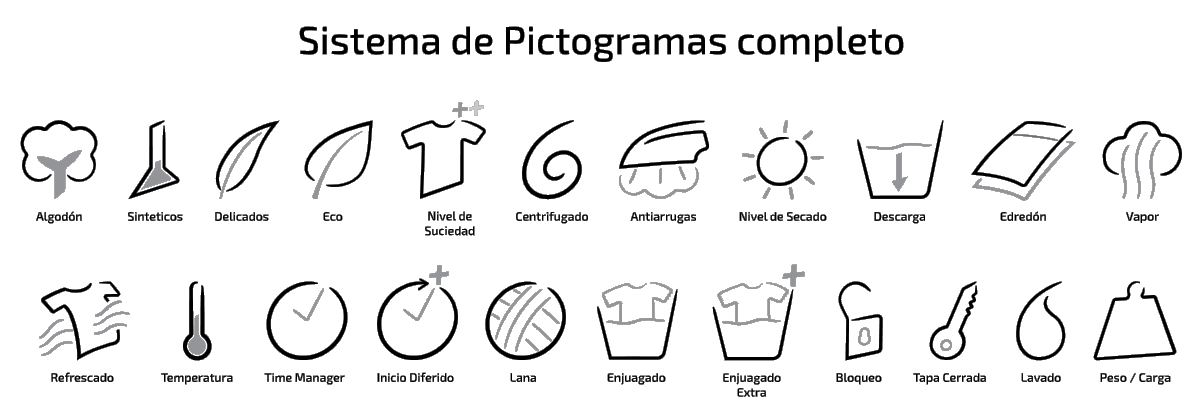 Sistema de Pictogramas completo
Algodón
Sinteticos
Delicados
Eco
Nivel de
Suciedad
Centrifugado
Antiarrugas
Nivel de Secado
Descarga
Edredón
Vapor
Refrescado
Temperatura
Time Manager
Inicio Diferido
Lana
Enjuagado
Enjuagado
Extra
Bloqueo
Tapa Cerrada
Lavado
Peso / Carga